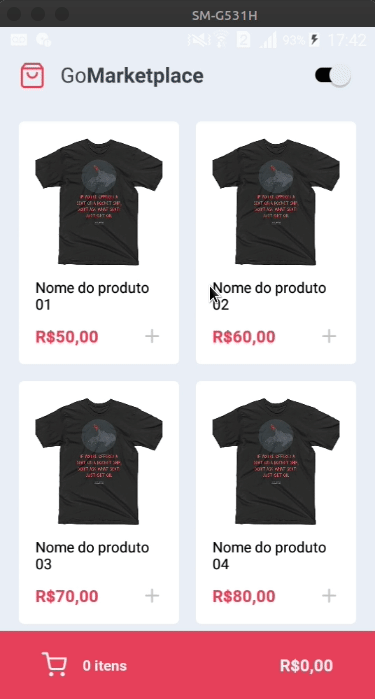 SM-G531H
93% 17:42
GoMarketplace
Nome do produto
01
R$50,00
Nome do produto
02
R$60,00
Nome do produto
03
R$70,00
Nome do produto
04
R$80,00
0 itens
R$0,00